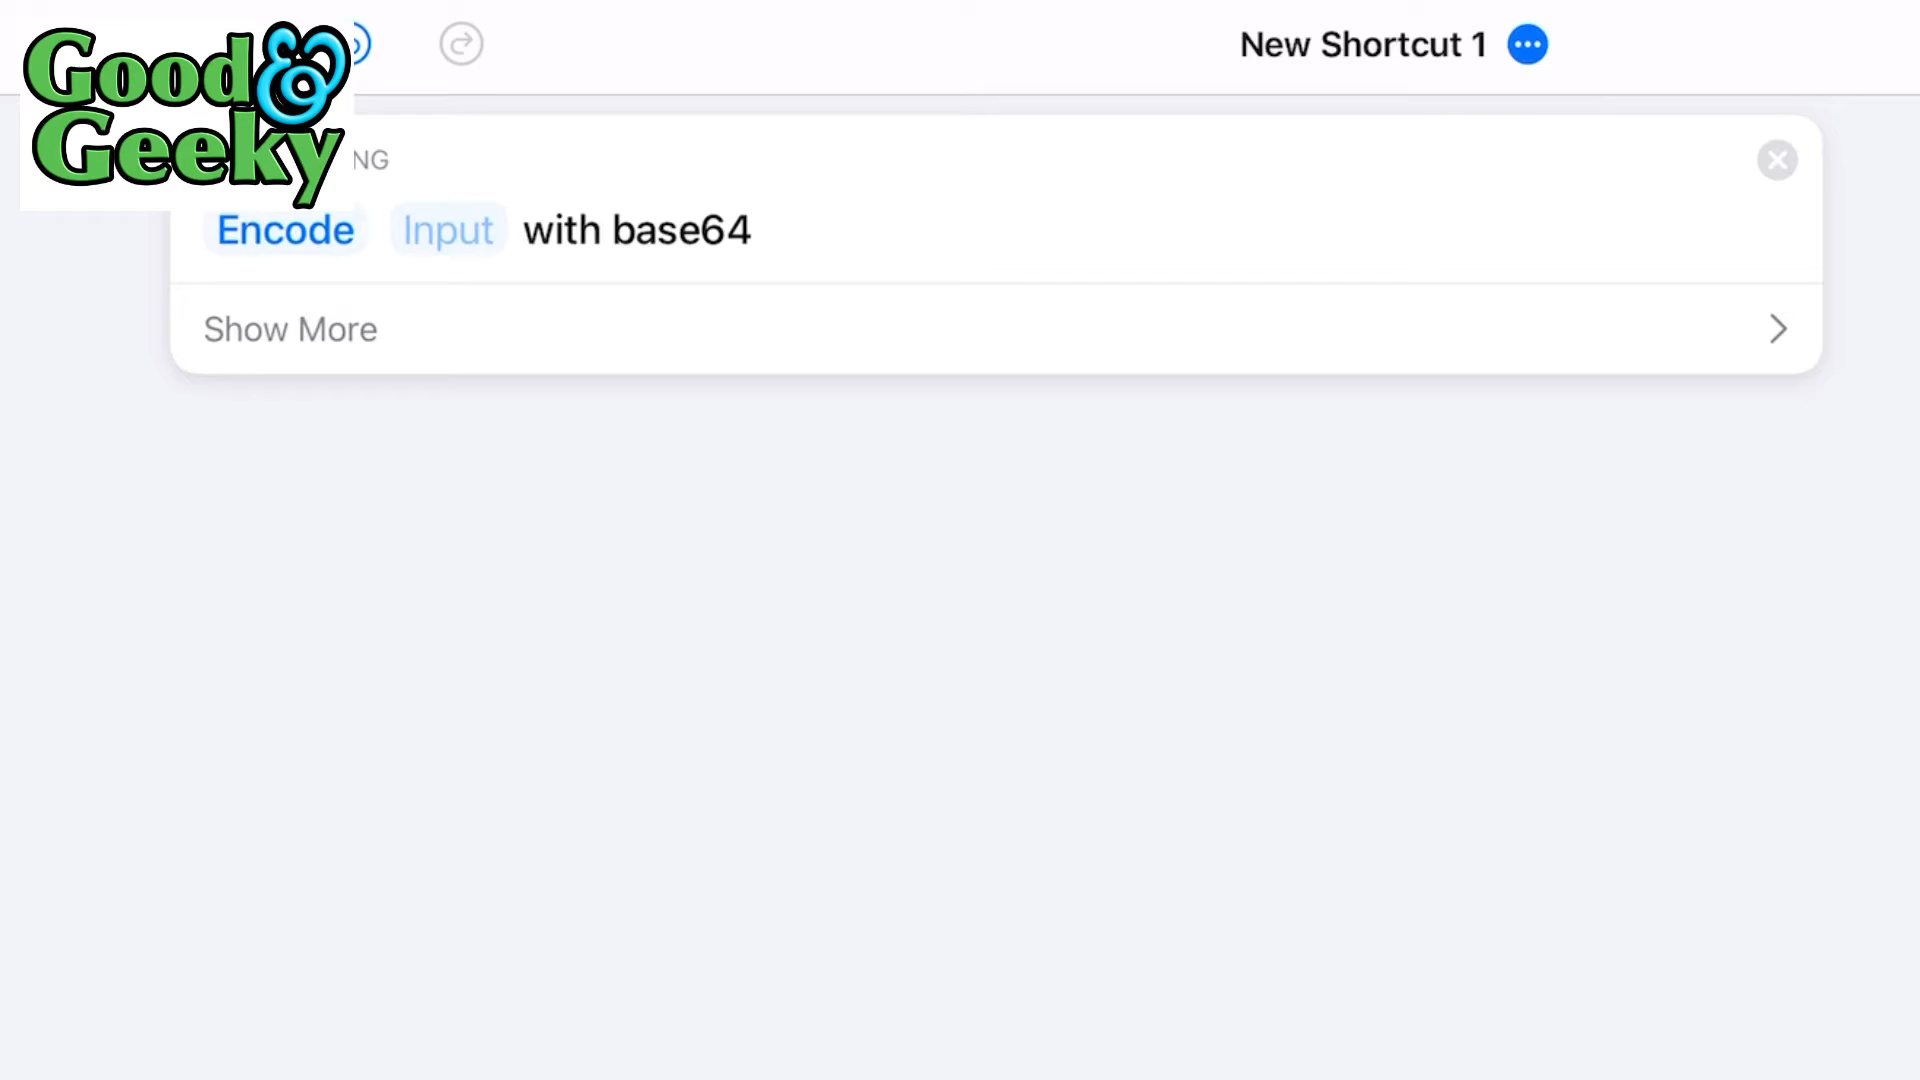 Good &
Geeky
New Shortcut 1
NG
Encode Input with base64
Show More